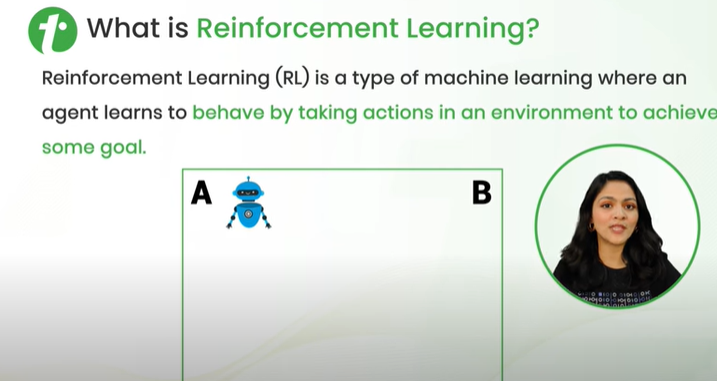 What is Reinforcement Learning?
Reinforcement Learning (RL) is a type of machine learning where an
agent learns to behave by taking actions in an environment to achieve
some goal.
A
B